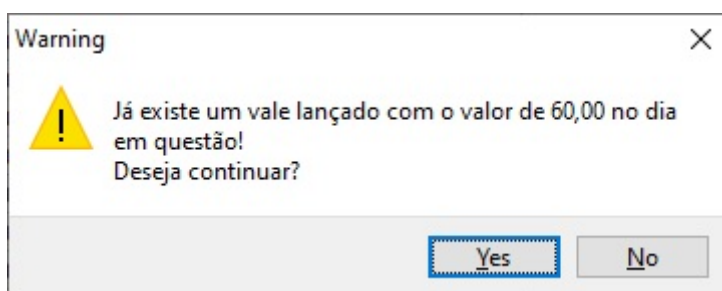 Warning
!
Já existe um vale lançado com o valor de 60,00 no dia
em questão!
Deseja continuar?
Yes
No